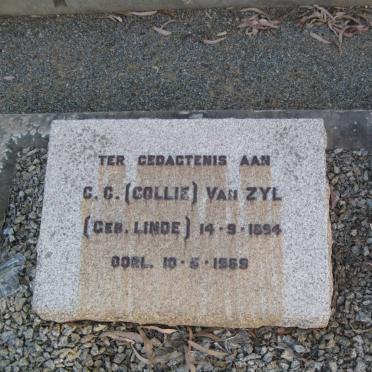 TER GEDACTENIS AAN
C. C. (COLLIE) VAN ZYL
(GEB. LINDE) 14-9-1894
OORL. 10-5-1969